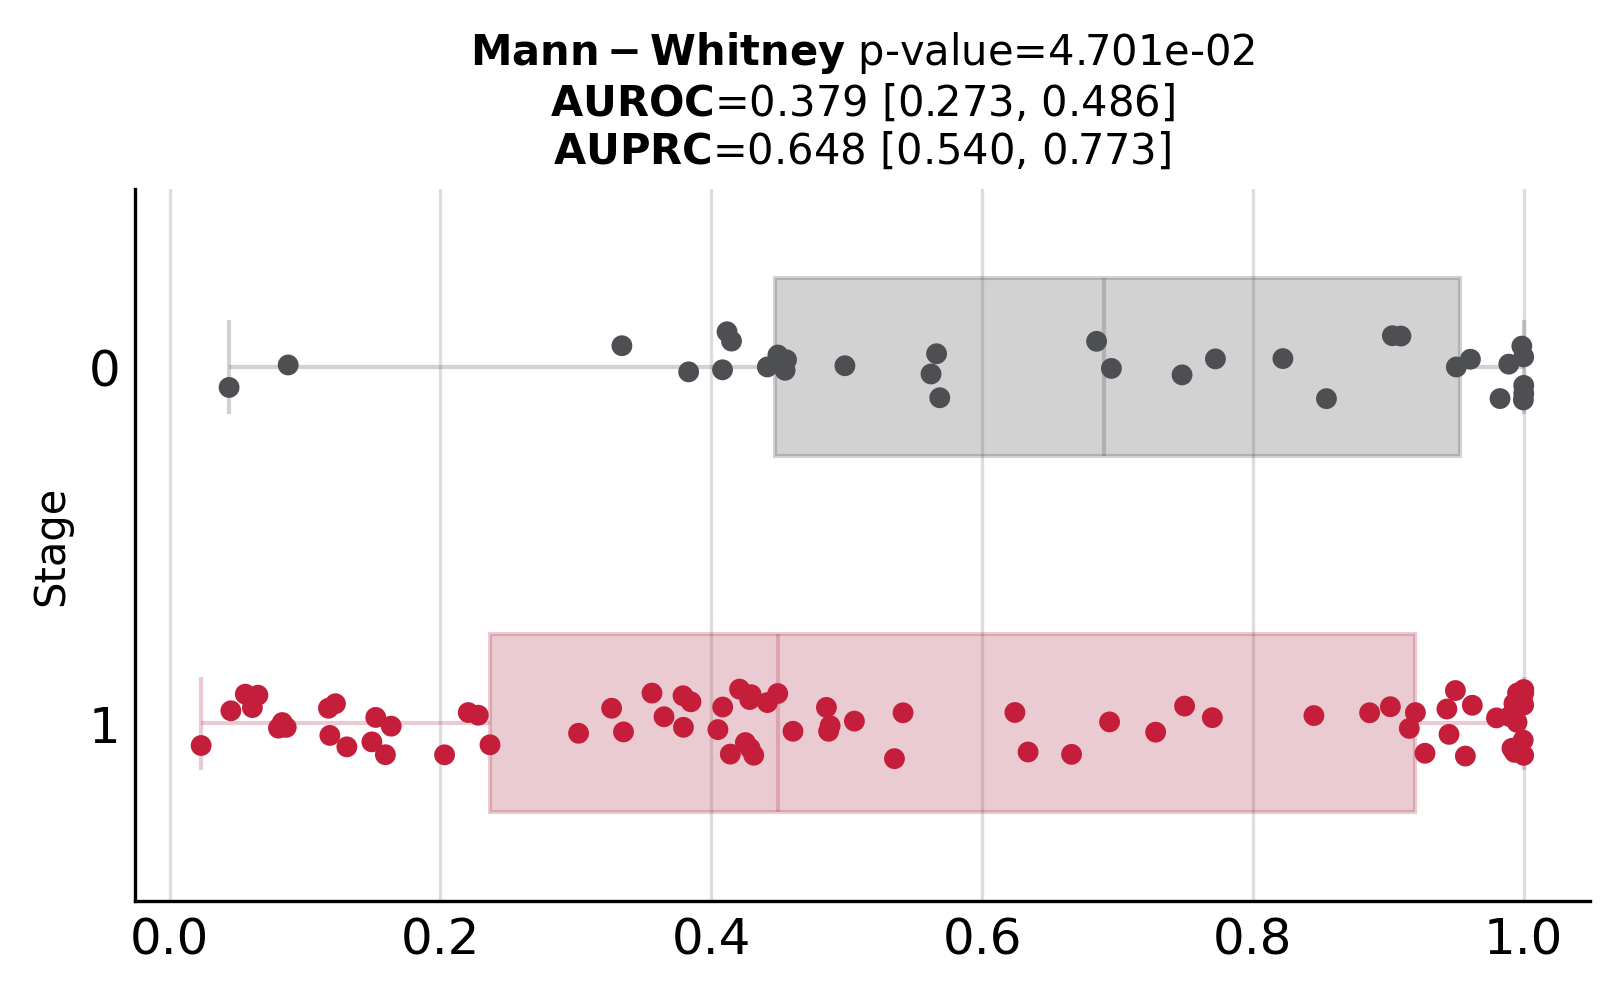 Mann − Whitney p-value=4.701e-02
AUROC=0.379 [0.273, 0.486]
AUPRC=0.648 [0.540, 0.773]
0
Stage
1
0.0 0.2 0.4 0.6 0.8 1.0